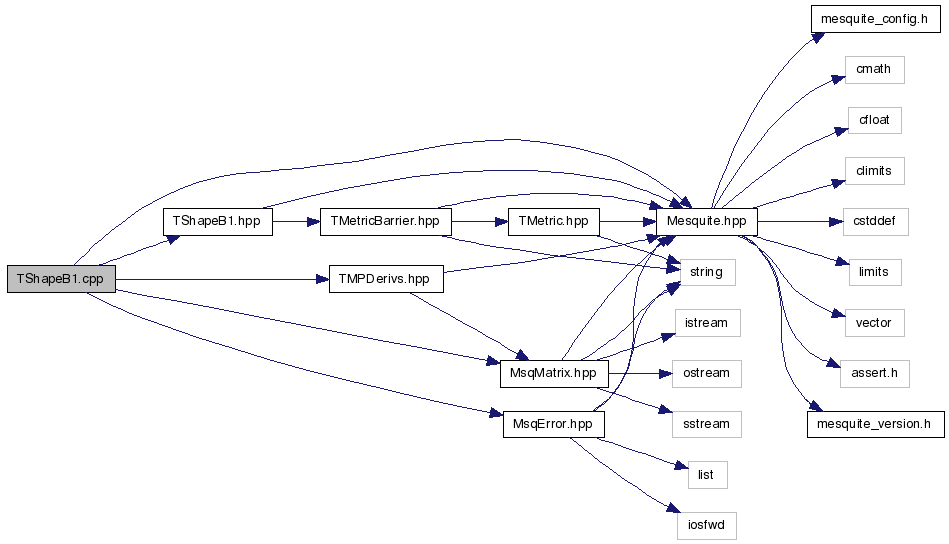 mesquite_config.h
cmath
cfloat
climits
TShapeB1.hpp
TMetricBarrier.hpp
TMetric.hpp
Mesquite.hpp
cstddef
TShapeB1.cpp
TMPDerivs.hpp
string
limits
istream
vector
MsqMatrix.hpp
ostream
assert.h
MsqError.hpp
sstream
mesquite_version.h
list
iosfwd